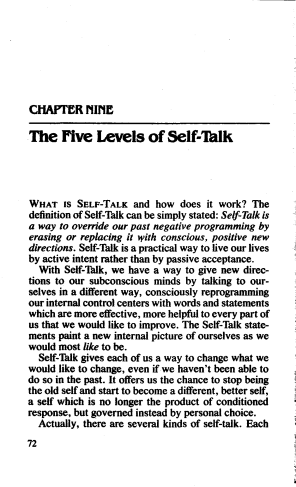 CHAPTER NINE
The Five Levels of Self-Talk
WHAT IS SELF-TALK and how does it work? The
definition of Self-Talk can be simply stated: Self-Talk is
a way to override our past negative programming by
erasing or replacing it with conscious, positive new
directions. Self-Talk is a practical way to live our lives
by active intent rather than by passive acceptance.
With Self-Talk, we have a way to give new direc-
tions to our subconscious minds by talking to our-
selves in a different way, consciously reprogramming
our internal control centers with words and statements
which are more effective, more helpful to every part of
us that we would like to improve. The Self-Talk state-
ments paint a new internal picture of ourselves as we
would most like to be.
Self-Talk gives each of us a way to change what we
would like to change, even if we haven't been able to
do so in the past. It offers us the chance to stop being
the old self and start to become a different, better self,
a self which is no longer the product of conditioned
response, but governed instead by personal choice.
Actually, there are several kinds of self-talk. Each
72